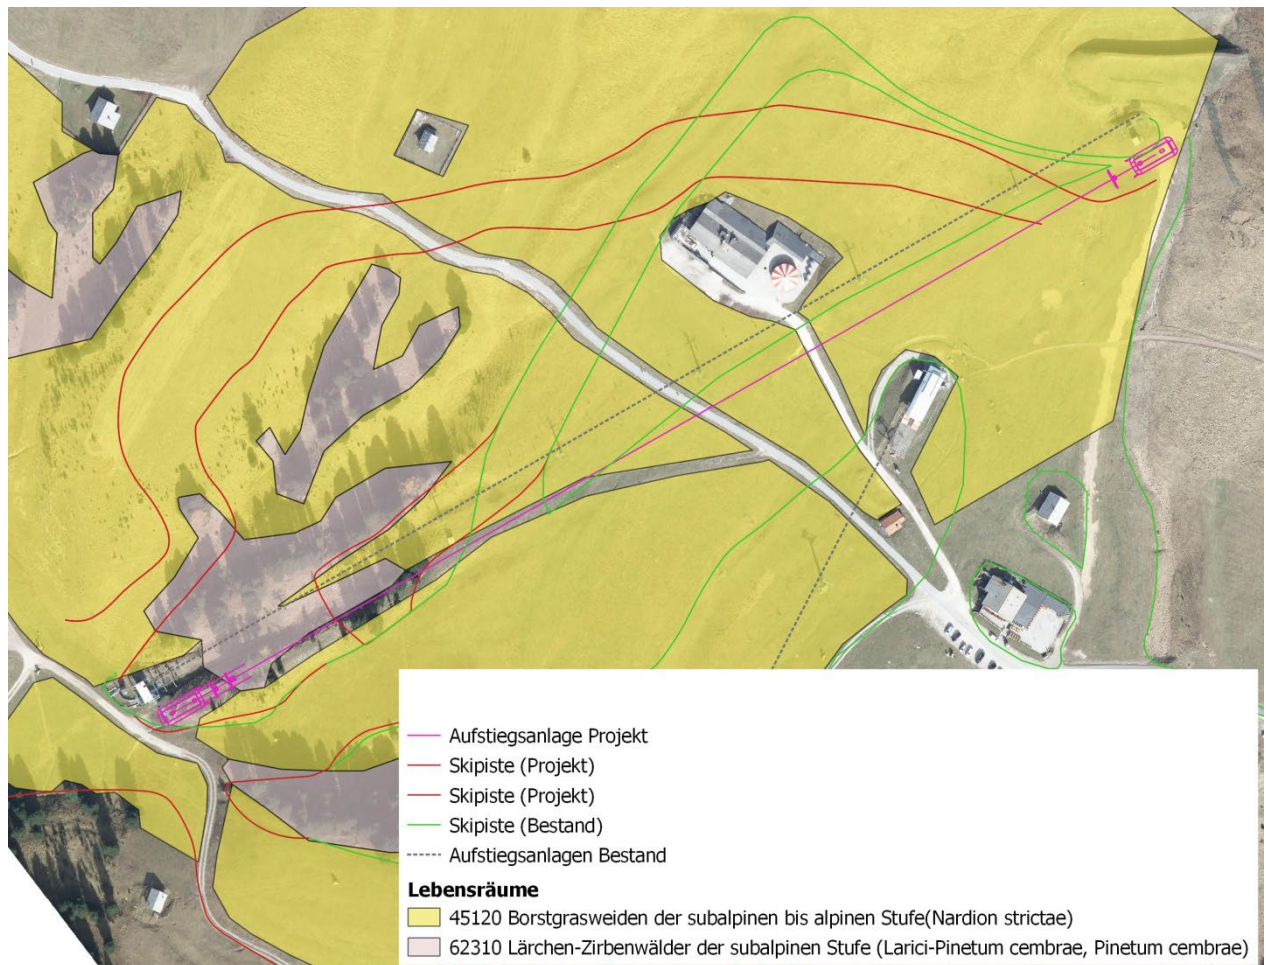 Aufstiegsanlage Projekt
Skipiste (Projekt)
Skipiste (Projekt)
Skipiste (Bestand)
Aufstiegsanlagen Bestand
Lebensräume
45120 Borstgrasweiden der subalpinen bis alpinen Stufe(Nardion strictae)
62310 Lärchen-Zirbenwälder der subalpinen Stufe (Larici-Pinetum cembrae, Pinetum cembrae)